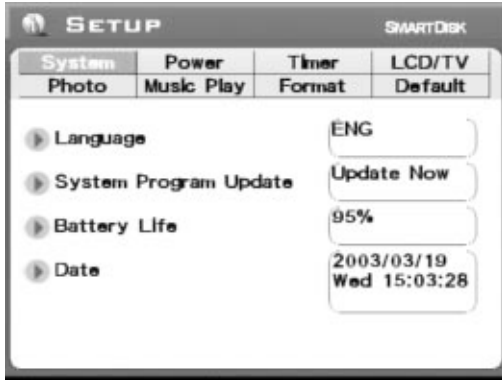 SETUP SMARTDISK
System Power Timer LCD/TV
Photo Music Play Format Default
Language ENG
System Program Update Update Now
Battery Life 95%
Date 2003/03/19
Wed 15:03:28